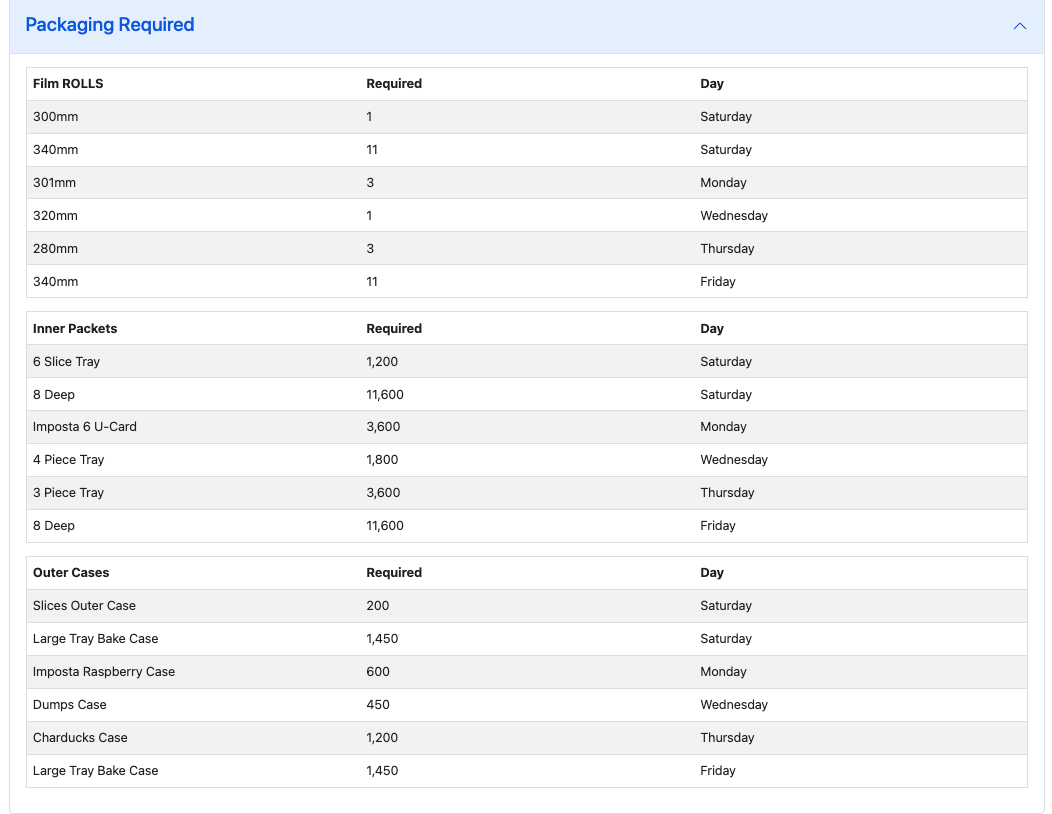 Packaging Required
Film ROLLS Required Day
300mm 1 Saturday
340mm 11 Saturday
301mm 3 Monday
320mm 1 Wednesday
280mm 3 Thursday
340mm 11 Friday
Inner Packets Required Day
6 Slice Tray 1,200 Saturday
8 Deep 11,600 Saturday
Imposta 6 U-Card 3,600 Monday
4 Piece Tray 1,800 Wednesday
3 Piece Tray 3,600 Thursday
8 Deep 11,600 Friday
Outer Cases Required Day
Slices Outer Case 200 Saturday
Large Tray Bake Case 1,450 Saturday
Imposta Raspberry Case 600 Monday
Dumps Case 450 Wednesday
Charducks Case 1,200 Thursday
Large Tray Bake Case 1,450 Friday